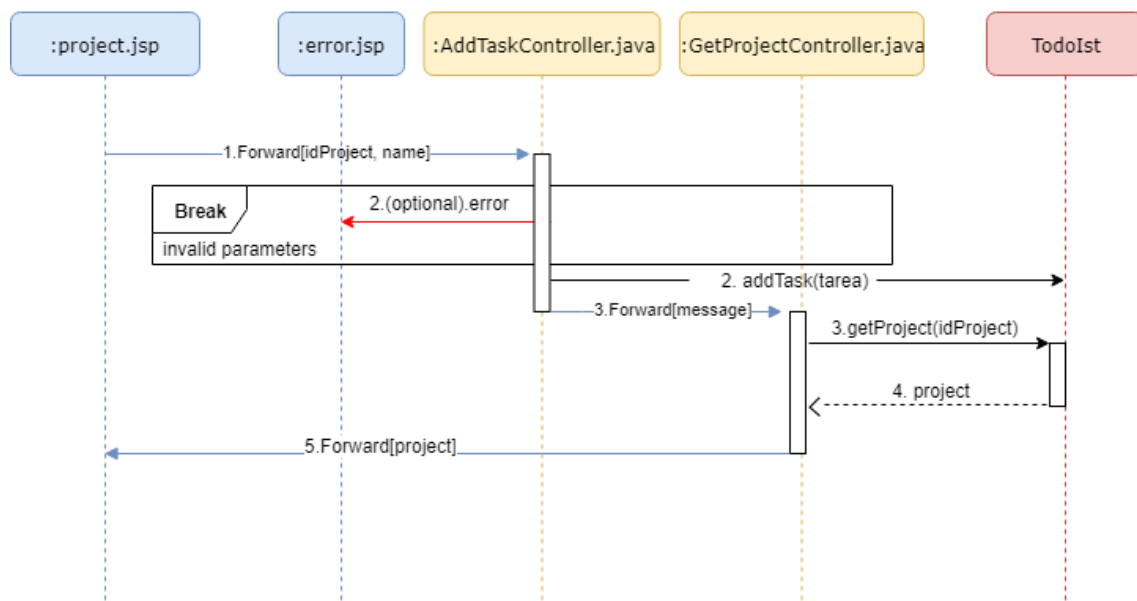 :project.jsp
:error.jsp
:AddTaskController.java
:GetProjectController.java
TodoIst
1.Forward[idProject, name]
Break
2.(optional).error
invalid parameters
2. addTask(tarea)
3.Forward[message]
3.getProject(idProject)
4. project
5.Forward[project]